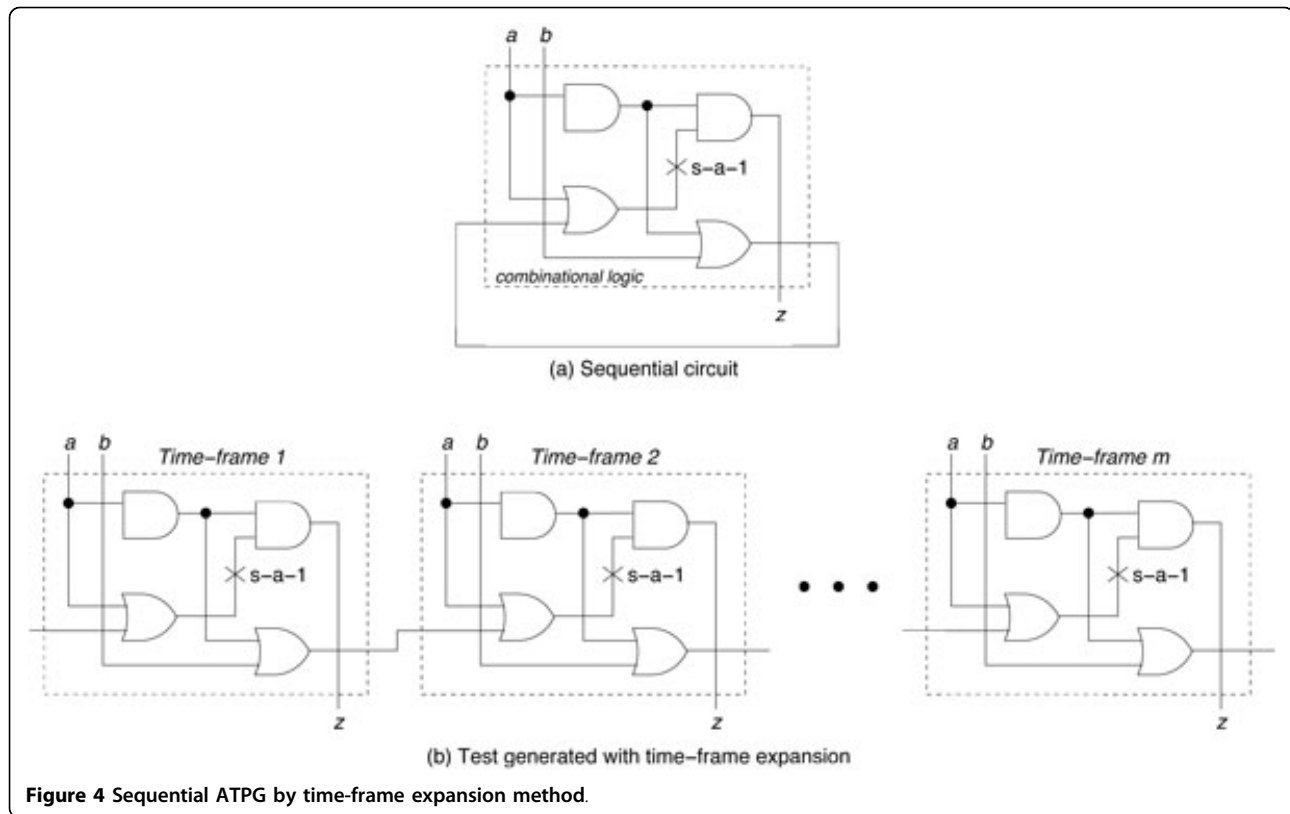 a b
s-a-1
combinational logic
z
(a) Sequential circuit
a b Time-frame 1
a b Time-frame 2
a b Time-frame m
s-a-1
s-a-1
s-a-1
z
z
z
(b) Test generated with time-frame expansion
Figure 4 Sequential ATPG by time-frame expansion method.